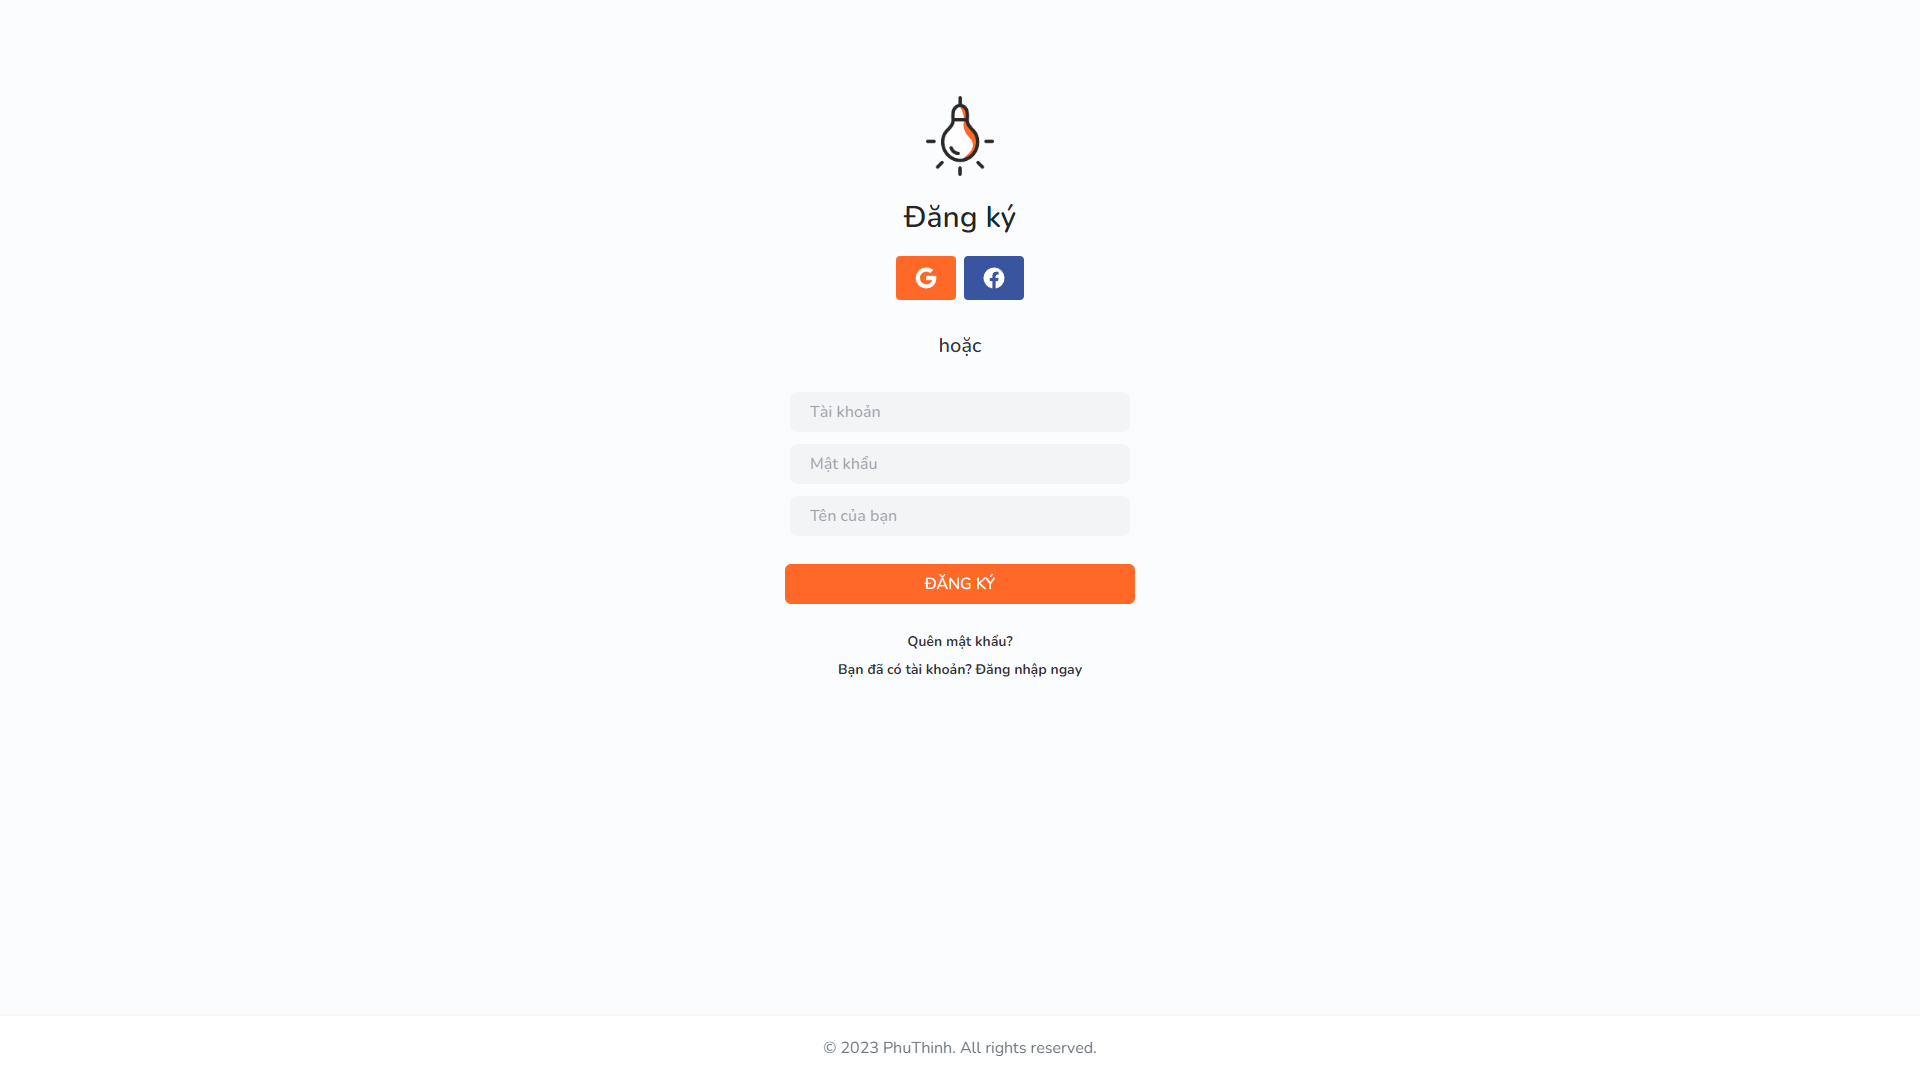 Đăng ký
hoặc
Tài khoản
Mật khẩu
Tên của bạn
ĐĂNG KÝ
Quên mật khẩu?
Bạn đã có tài khoản? Đăng nhập ngay
© 2023 PhuThinh. All rights reserved.